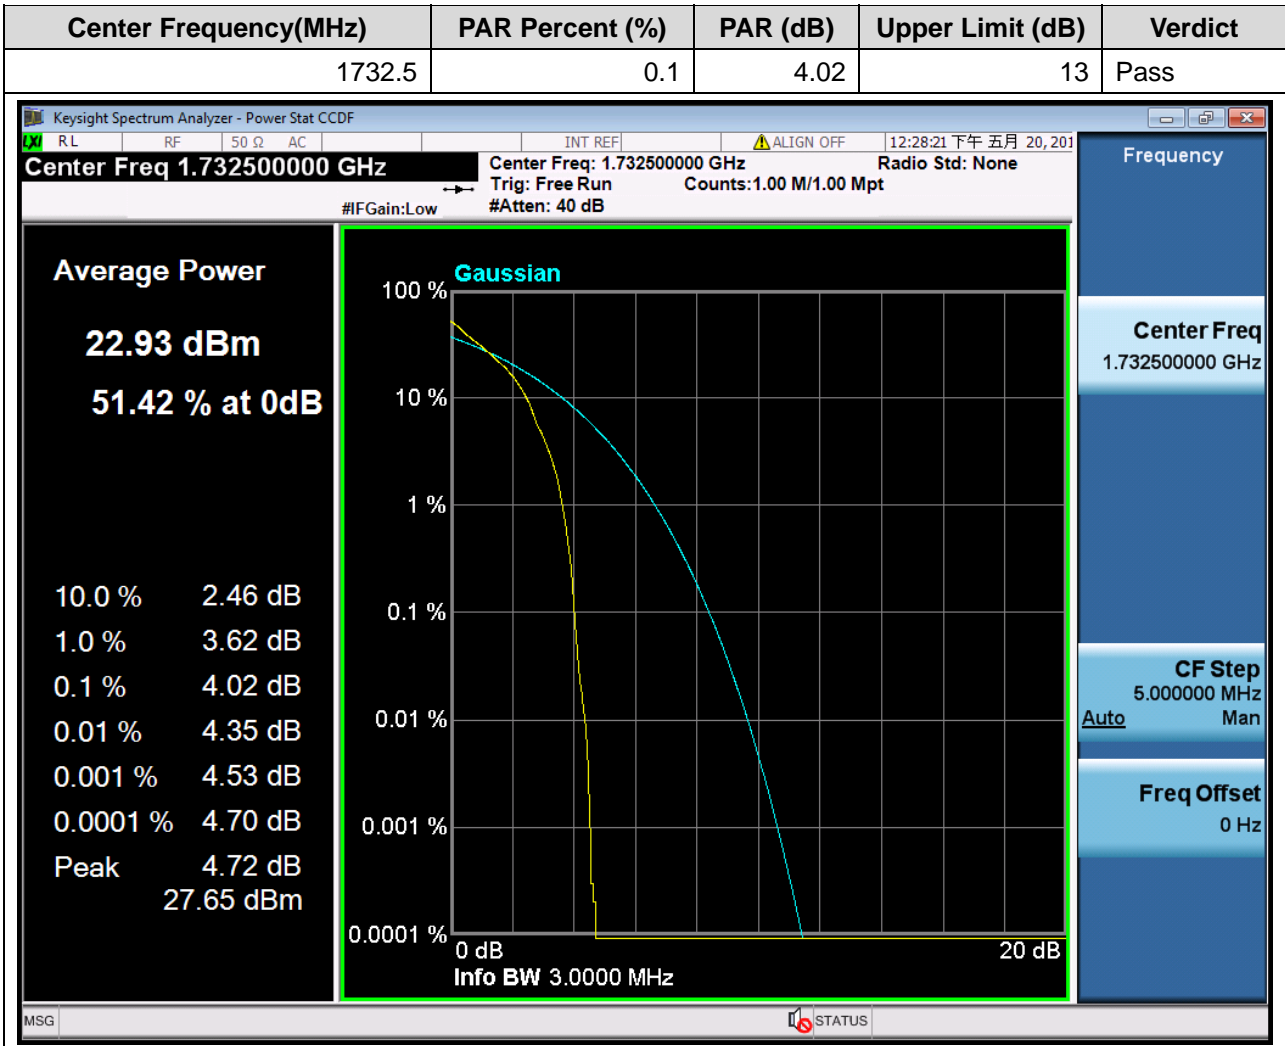 Center Frequency(MHz) PAR Percent (%) PAR (dB) Upper Limit (dB) Verdict
1732.5 0.1 4.02 13 Pass
Keysight Spectrum Analyzer - Power Stat CCDF
LXI RL RF 50 Ω AC INT REF ALIGN OFF 12:28:21 下午 五月 20, 201
Center Freq 1.732500000 GHz
Center Freq: 1.732500000 GHz Radio Std: None
Trig: Free Run Counts:1.00 M/1.00 Mpt
#IFGain:Low #Atten: 40 dB
Frequency
Average Power
22.93 dBm
51.42 % at 0dB
10.0 % 2.46 dB
1.0 % 3.62 dB
0.1 % 4.02 dB
0.01 % 4.35 dB
0.001 % 4.53 dB
0.0001 % 4.70 dB
Peak 4.72 dB
27.65 dBm
Gaussian
100 %
10 %
1 %
0.1 %
0.01 %
0.001 %
0.0001 %
0 dB 20 dB
Info BW 3.0000 MHz
Center Freq
1.732500000 GHz
CF Step
5.000000 MHz
Auto Man
Freq Offset
0 Hz
MSG STATUS